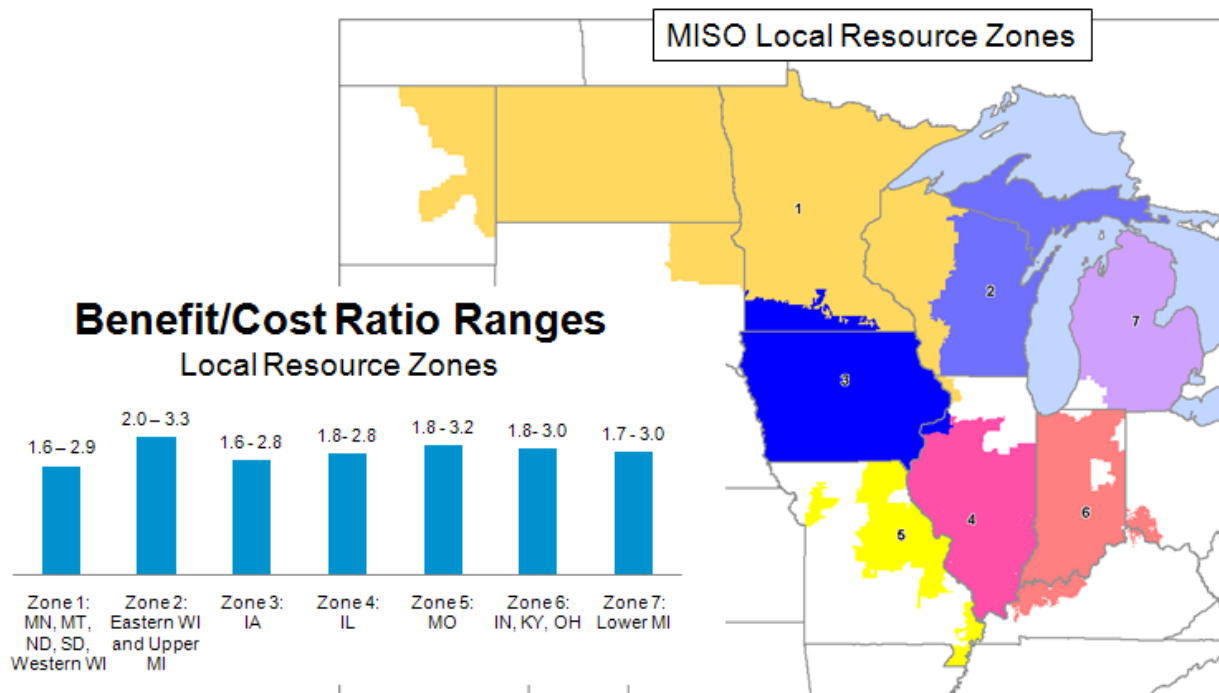 MISO Local Resource Zones
Benefit/Cost Ratio Ranges
Local Resource Zones
1.6 – 2.9
2.0 – 3.3
1.6 - 2.8
1.8- 2.8
1.8 - 3.2
1.8- 3.0
1.7 - 3.0
Zone 1:
MN, MT,
ND, SD,
Western WI
Zone 2:
Eastern WI
and Upper
MI
Zone 3:
IA
Zone 4:
IL
Zone 5:
MO
Zone 6:
IN, KY, OH
Zone 7:
Lower MI
1
2
3
4
5
6
7